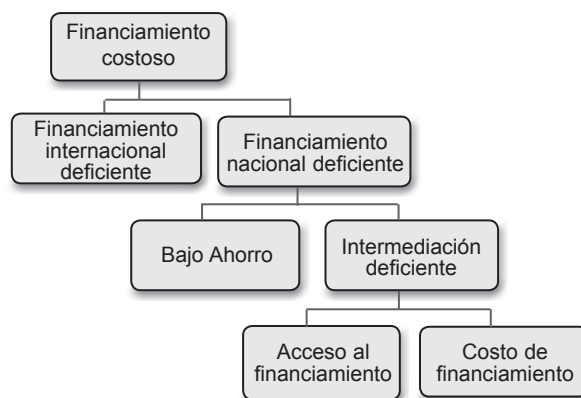 Financiamiento
costoso
Financiamiento
internacional
deficiente
Financiamiento
nacional deficiente
Bajo Ahorro
Intermediación
deficiente
Acceso al
financiamiento
Costo de
financiamiento